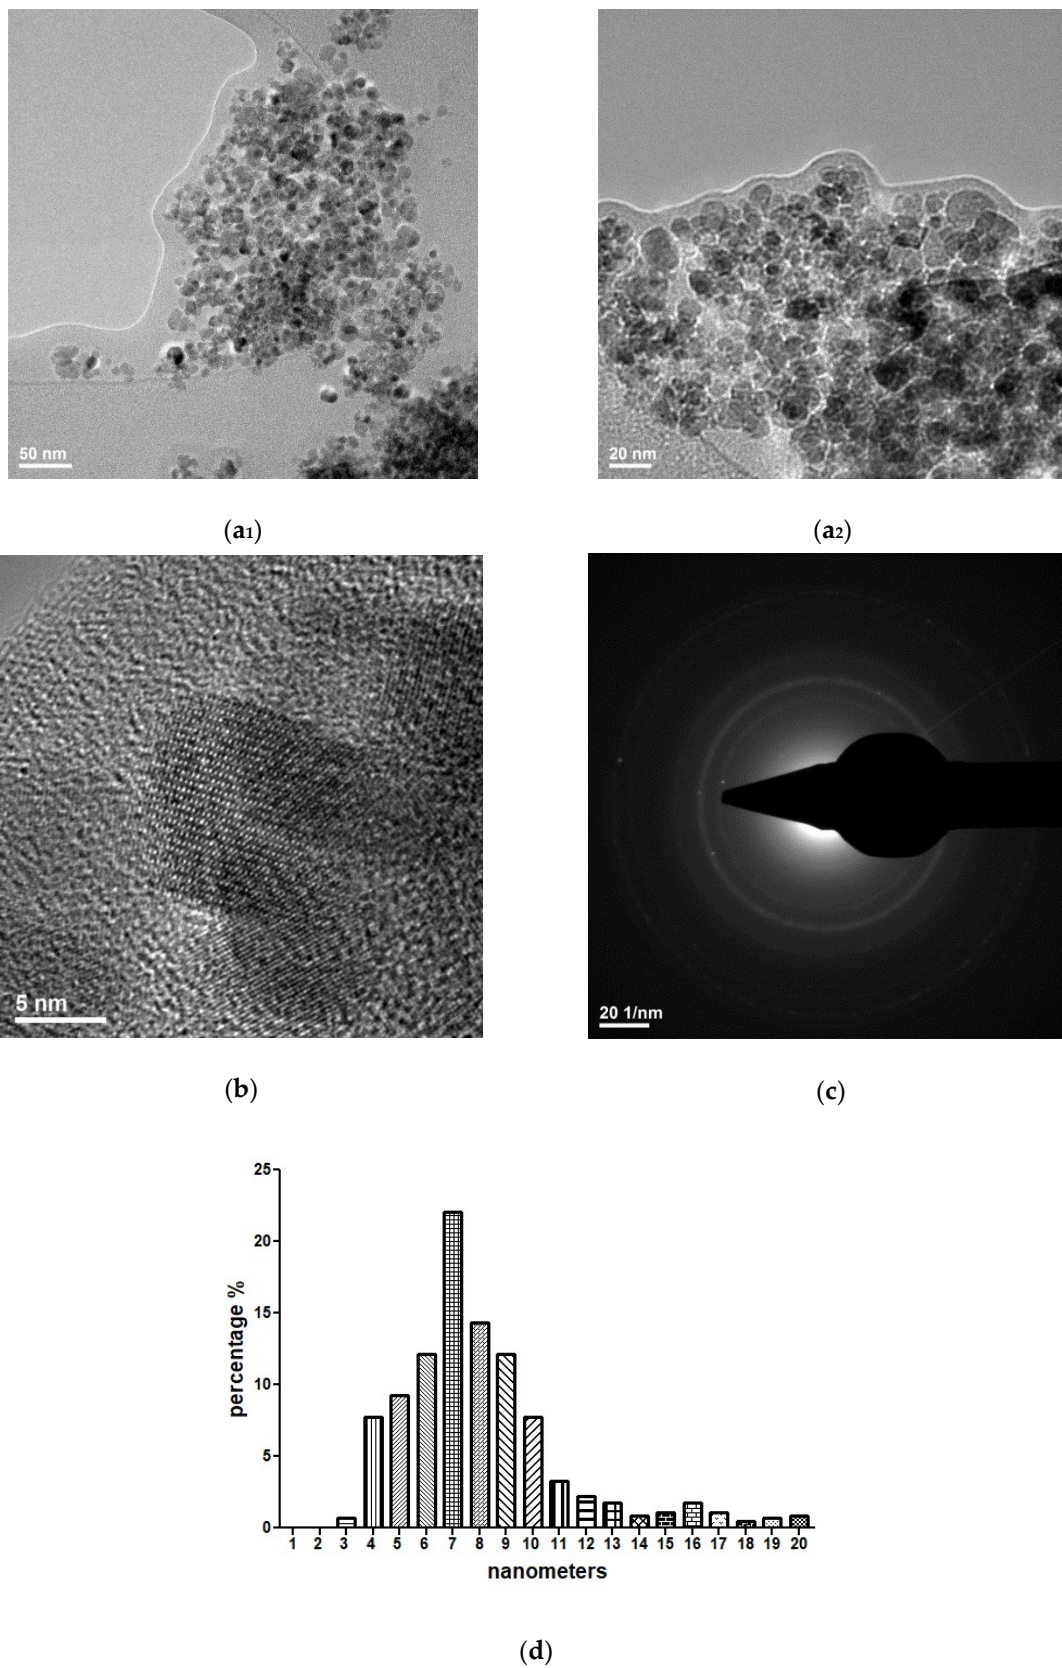 50 nm
20 nm
(a1)
(a2)
5 nm
20 1/nm
(b)
(c)
25
20
15
10
5
0
percentage %
1 2 3 4 5 6 7 8 9 10 11 12 13 14 15 16 17 18 19 20
nanometers
(d)